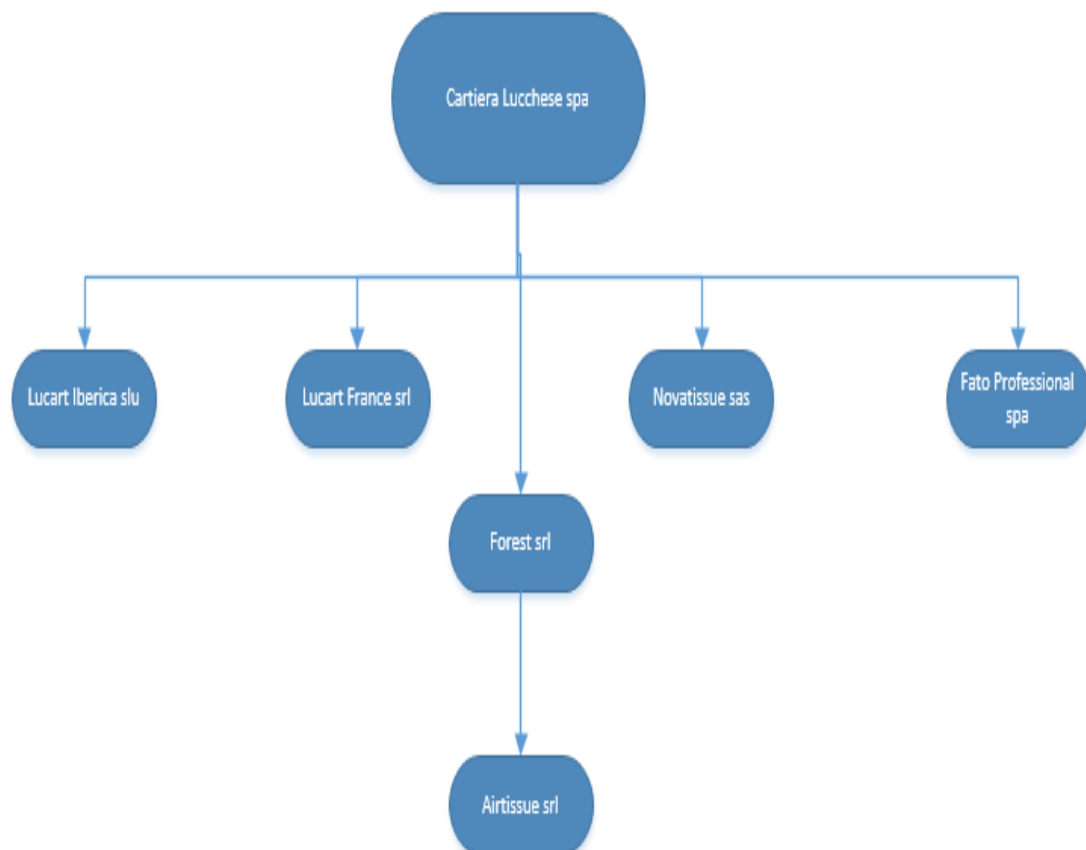 Cartiera Lucchese spa
Lucart Iberica slu
Lucart France srl
Novatissue sas
Fato Professional
spa
Forest srl
Airtissue srl